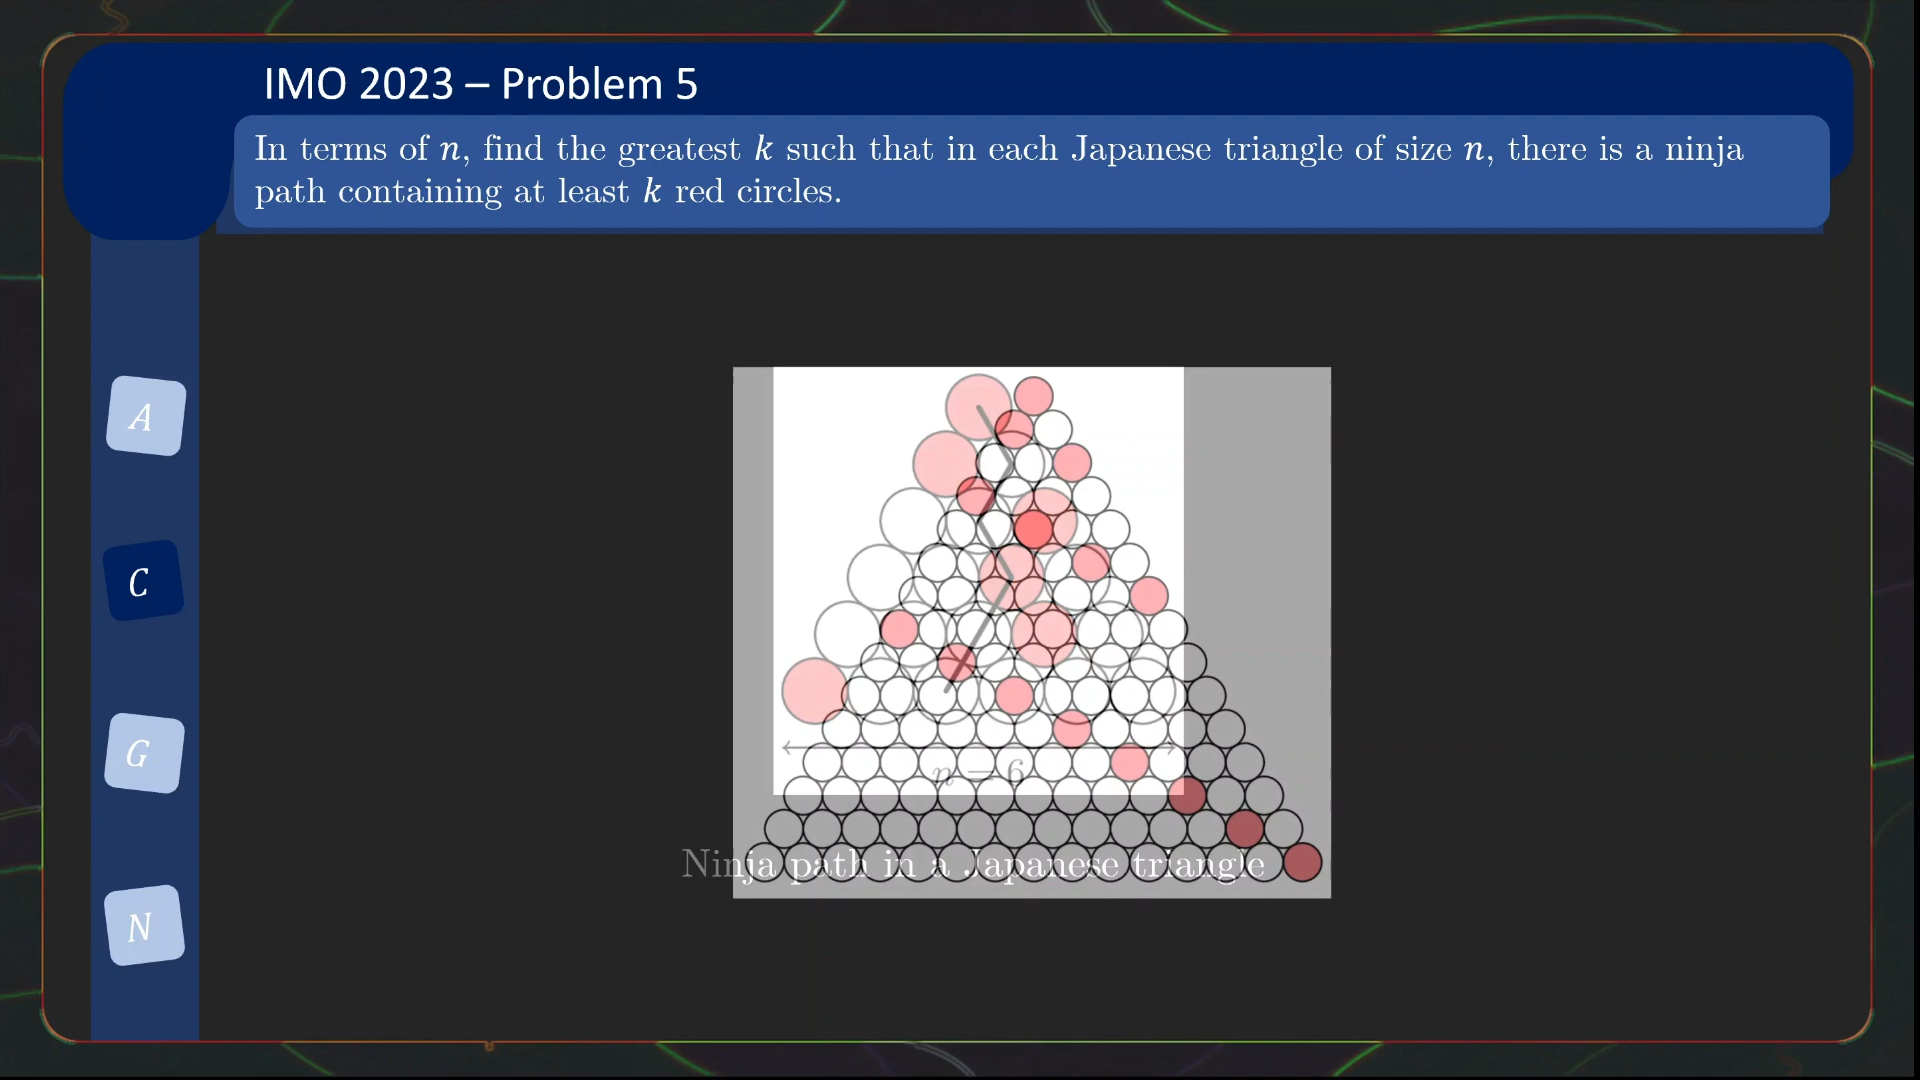 IMO 2023 – Problem 5
In terms of n, find the greatest k such that in each Japanese triangle of size n, there is a ninja
path containing at least k red circles.
A
C
G
N
n = 6
Ninja path in a Japanese triangle